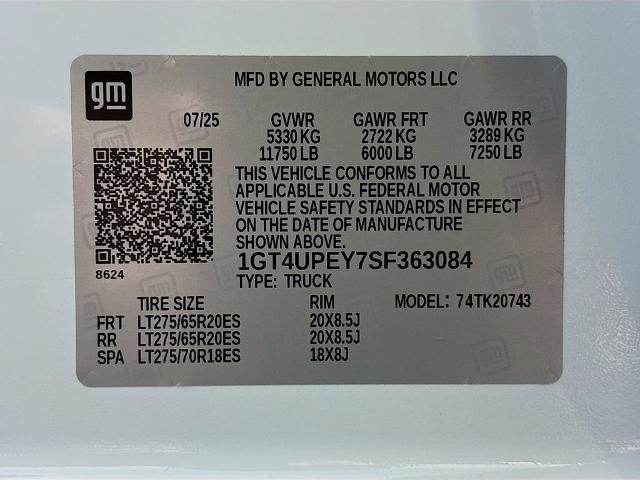 gm
MFD BY GENERAL MOTORS LLC
07/25 GVWR GAWR FRT GAWR RR
5330 KG 2722 KG 3289 KG
11750 LB 6000 LB 7250 LB
THIS VEHICLE CONFORMS TO ALL
APPLICABLE U.S. FEDERAL MOTOR
VEHICLE SAFETY STANDARDS IN EFFECT
ON THE DATE OF MANUFACTURE
SHOWN ABOVE.
8624
1GT4UPEY7SF363084
TYPE: TRUCK
TIRE SIZE RIM MODEL: 74TK20743
FRT LT275/65R20ES 20X8.5J
RR LT275/65R20ES 20X8.5J
SPA LT275/70R18ES 18X8J